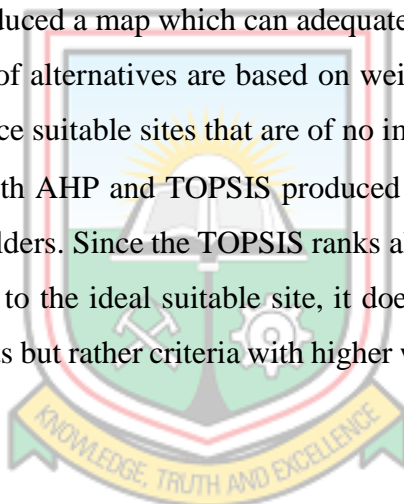 duced a map which can adequate
of alternatives are based on wei
ce suitable sites that are of no in
th AHP and TOPSIS produced
lders. Since the TOPSIS ranks al
to the ideal suitable site, it doe
s but rather criteria with higher
KNOWLEDGE, TRUTH AND EXCELLENCE